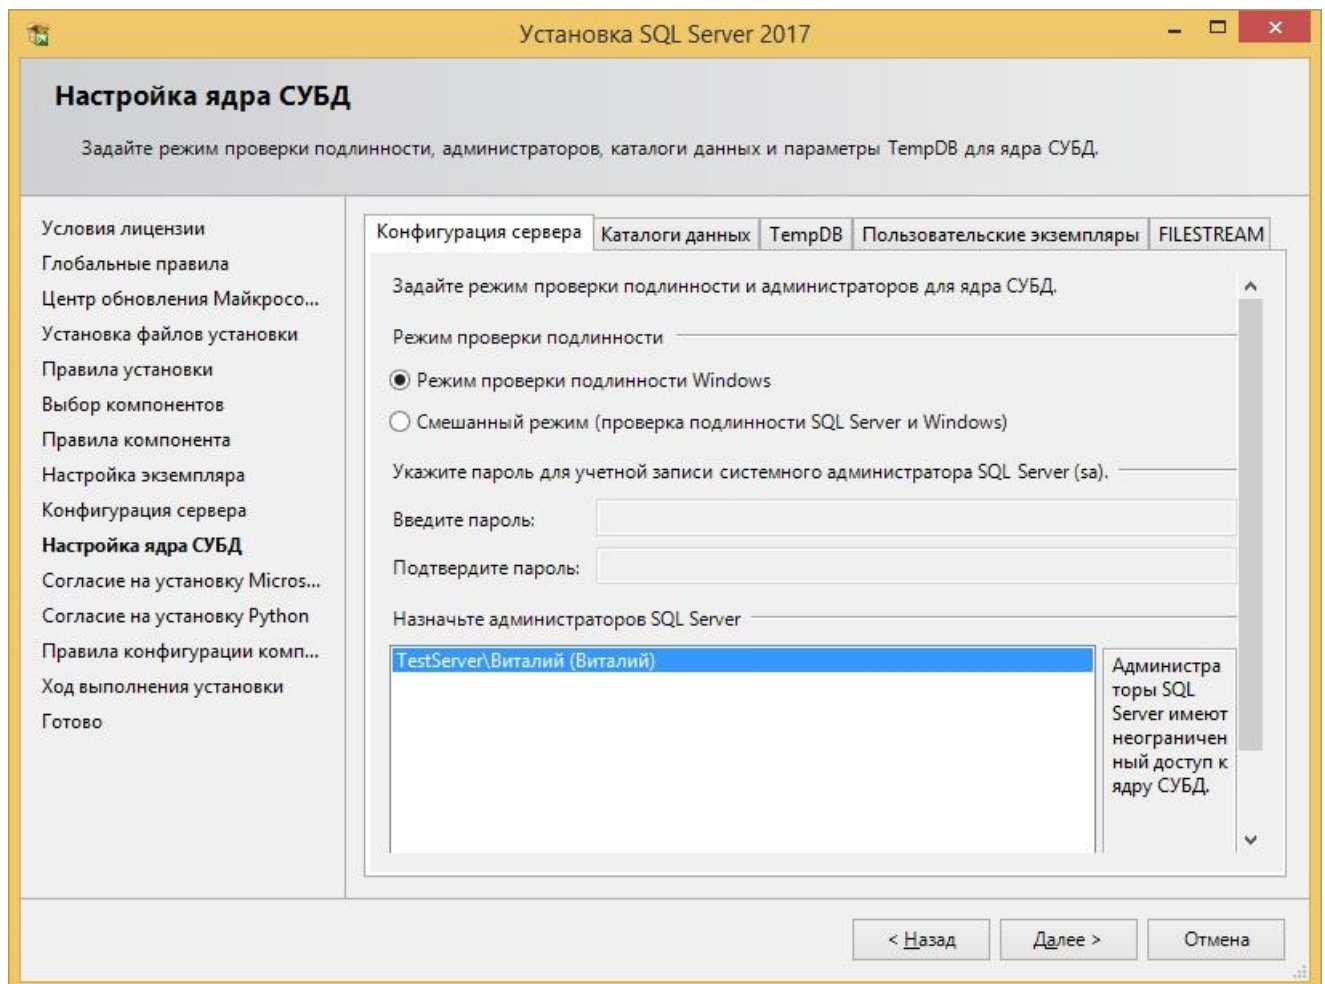 Установка SQL Server 2017
Настройка ядра СУБД
Задайте режим проверки подлинности, администраторов, каталоги данных и параметры TempDB для ядра СУБД.
Условия лицензии
Глобальные правила
Центр обновления Майкросо...
Установка файлов установки
Правила установки
Выбор компонентов
Правила компонента
Настройка экземпляра
Конфигурация сервера
Настройка ядра СУБД
Согласие на установку Micros...
Согласие на установку Python
Правила конфигурации комп...
Ход выполнения установки
Готово
Конфигурация сервера Каталоги данных TempDB Пользовательские экземпляры FILESTREAM
Задайте режим проверки подлинности и администраторов для ядра СУБД.
Режим проверки подлинности
Режим проверки подлинности Windows
Смешанный режим (проверка подлинности SQL Server и Windows)
Укажите пароль для учетной записи системного администратора SQL Server (sa).
Введите пароль:
Подтвердите пароль:
Назначьте администраторов SQL Server
TestServer\Виталий (Виталий)
Администра
торы SQL
Server имеют
неограничен
ный доступ к
ядру СУБД.
< Назад Далее > Отмена